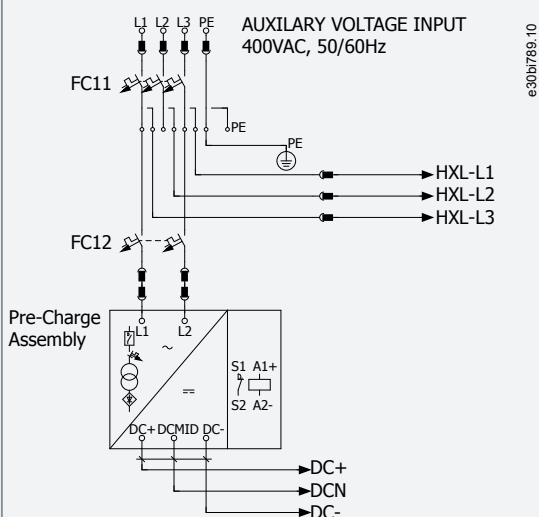 L1 L2 L3 PE
AUXILARY VOLTAGE INPUT
400VAC, 50/60Hz
e30bi789.10
FC11
PE
PE
HXL-L1
HXL-L2
HXL-L3
FC12
Pre-Charge
Assembly
L1 L2
S1 A1+
S2 A2-
DC+ DCMID DC-
DC+
DCN
DC-